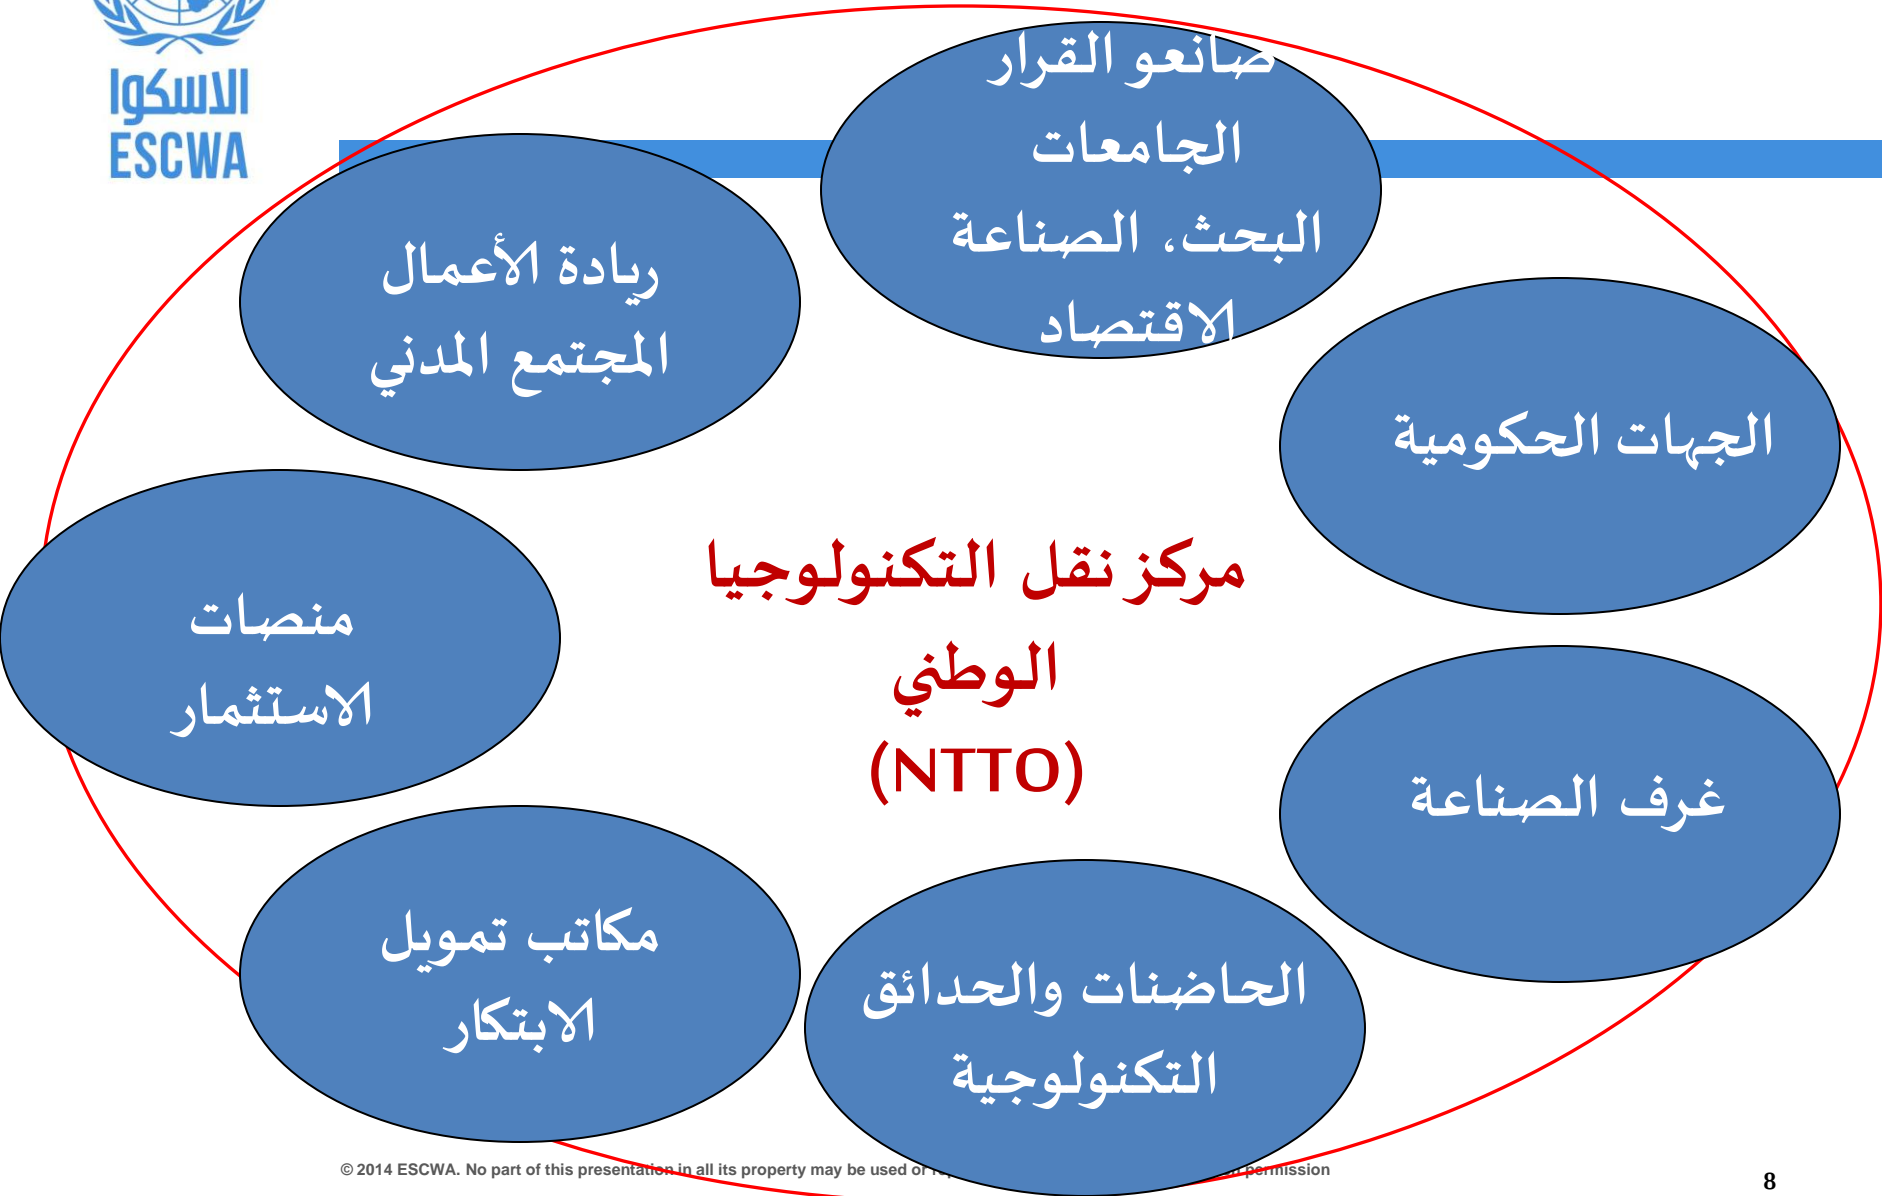 الاسكوا
ESCWA
صانعو القرار
الجامعات
البحث، الصناعة
الاقتصاد
ريادة الأعمال
المجتمع المدني
الجهات الحكومية
مركز نقل التكنولوجيا
الوطني
(NTTO)
منصات
الاستثمار
غرف الصناعة
مكاتب تمويل
الابتكار
الحاضنات والحدائق
التكنولوجية
© 2014 ESCWA. No part of this presentation in all its property may be used or permission
8